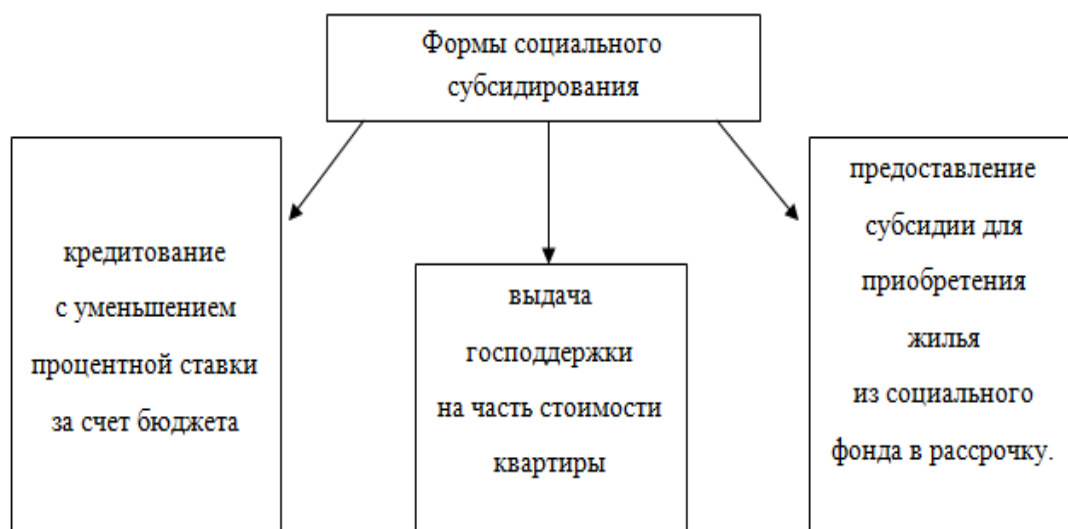 Формы социального
субсидирования
кредитование
с уменьшением
процентной ставки
за счет бюджета
выдача
господдержки
на часть стоимости
квартиры
предоставление
субсидии для
приобретения
жилья
из социального
фонда в рассрочку.